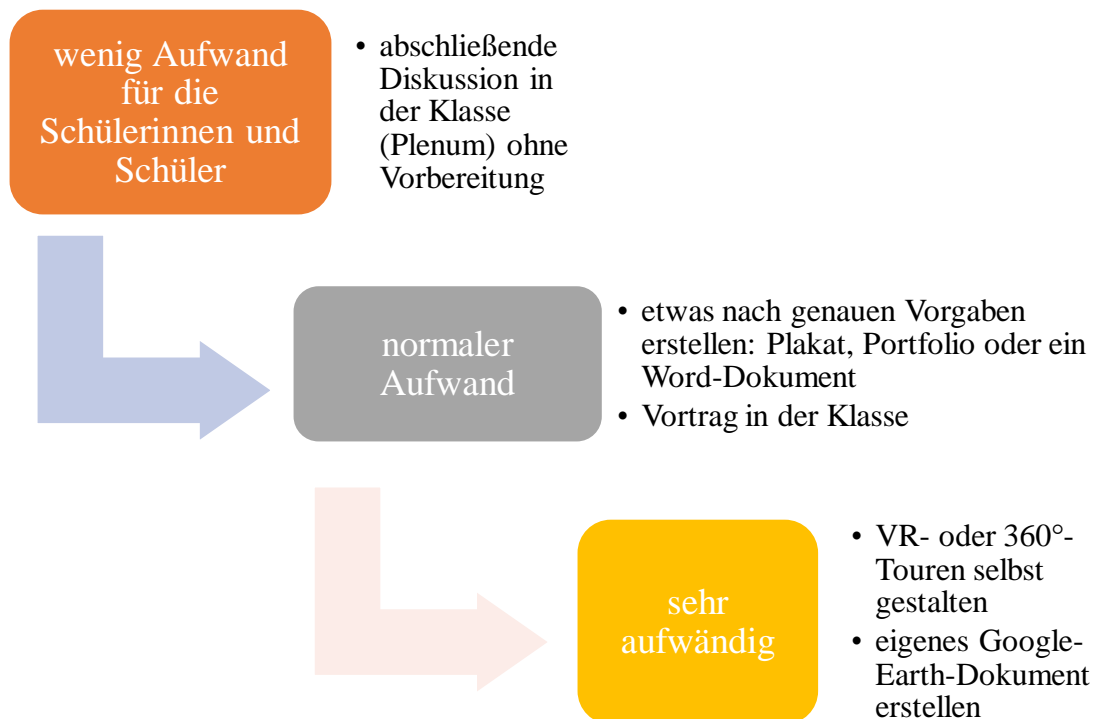 wenig Aufwand
für die
Schülerinnen und
Schüler
• abschließende
Diskussion in
der Klasse
(Plenum) ohne
Vorbereitung
normaler
Aufwand
• etwas nach genauen Vorgaben
erstellen: Plakat, Portfolio oder ein
Word-Dokument
• Vortrag in der Klasse
sehr
aufwändig
• VR- oder 360°-
Touren selbst
gestalten
• eigenes Google-
Earth-Dokument
erstellen